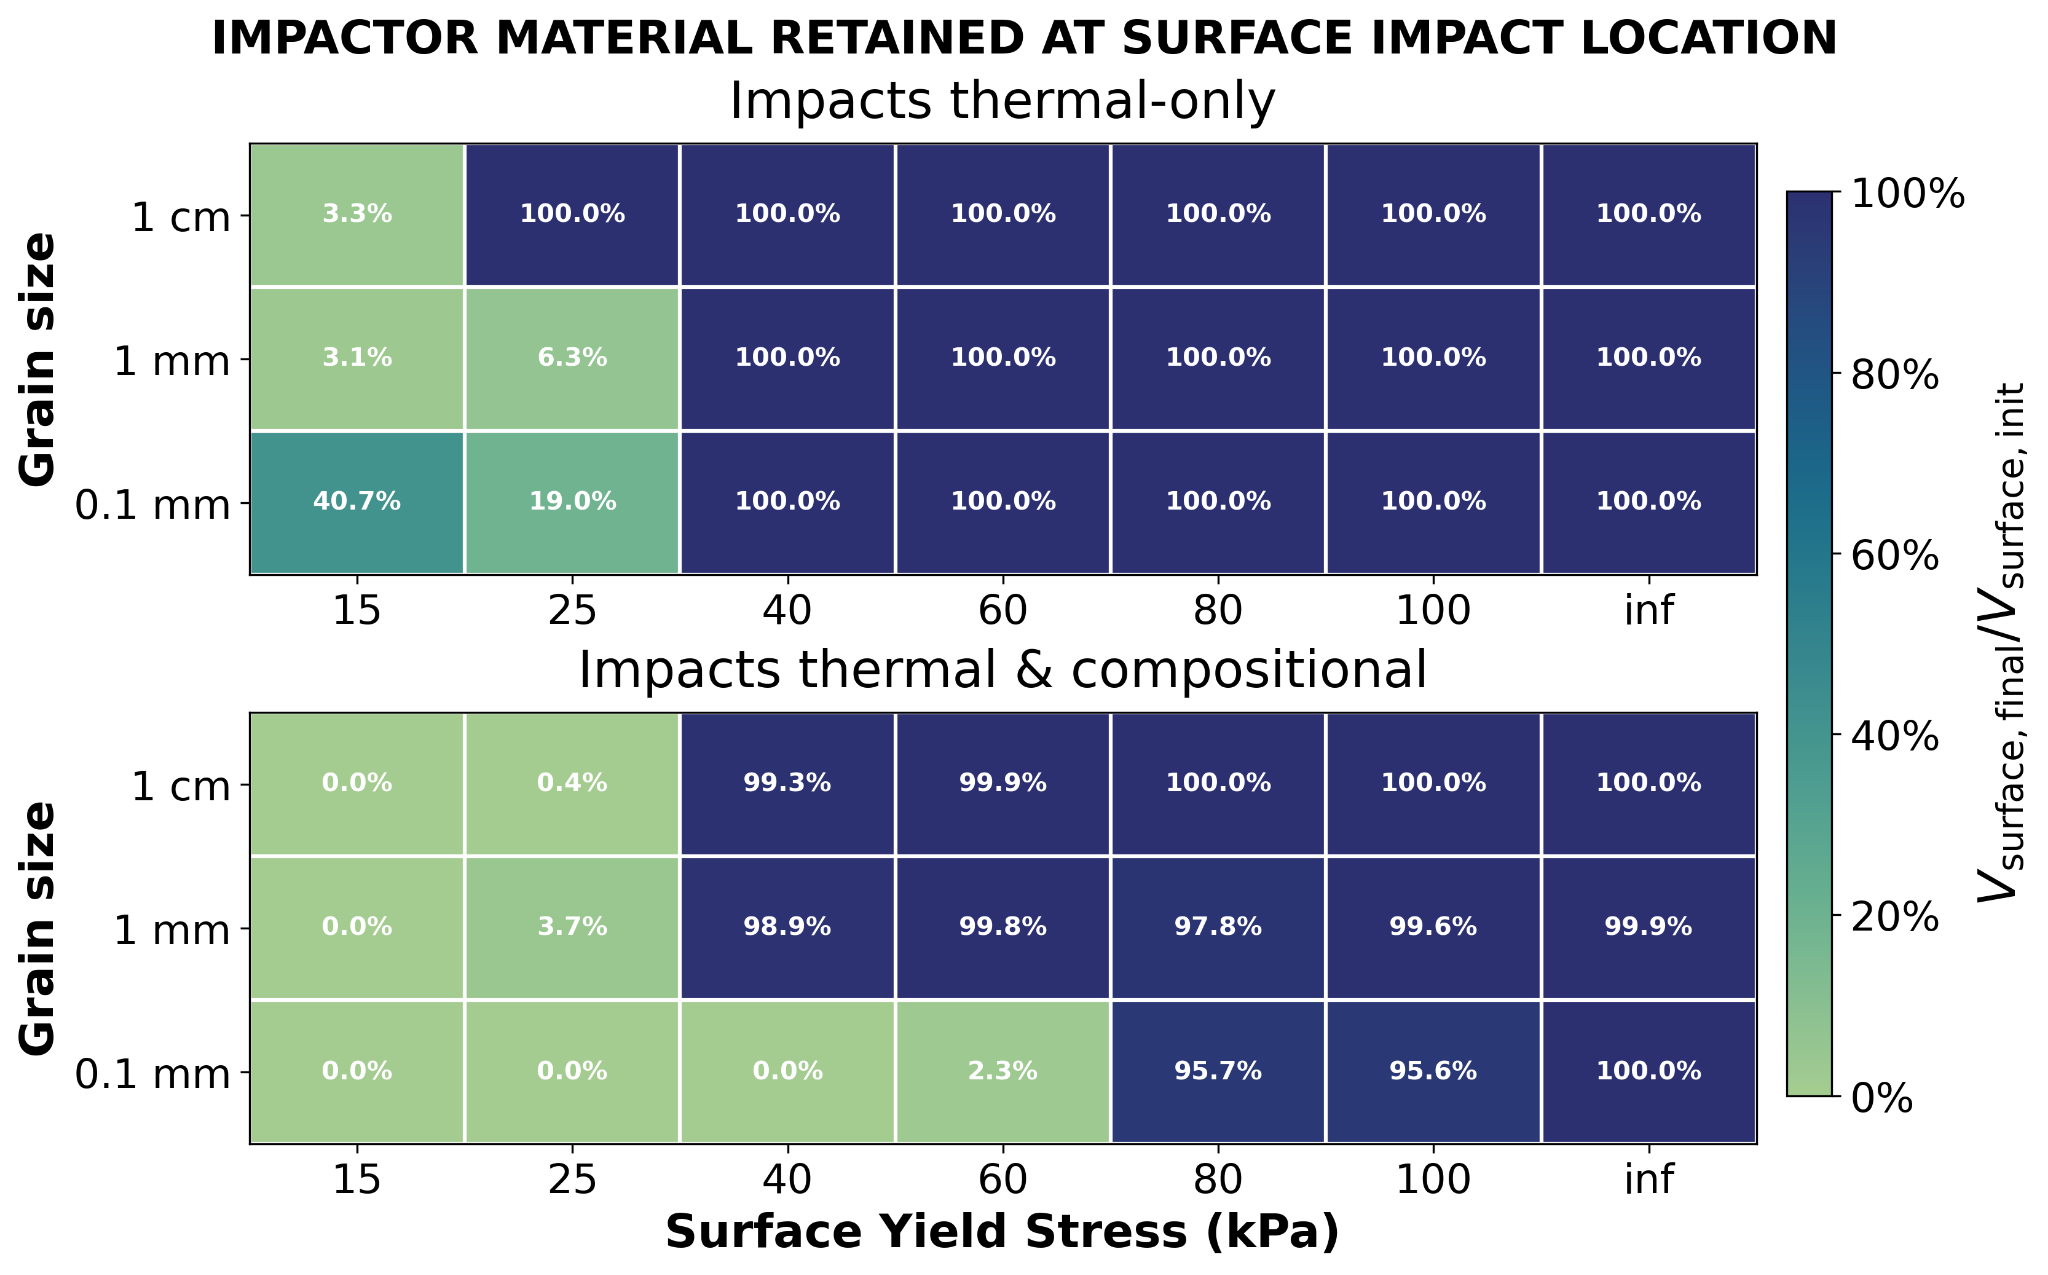 IMPACTOR MATERIAL RETAINED AT SURFACE IMPACT LOCATION
Impacts thermal-only
Grain size
1 cm 3.3% 100.0% 100.0% 100.0% 100.0% 100.0% 100.0%
1 mm 3.1% 6.3% 100.0% 100.0% 100.0% 100.0% 100.0%
0.1 mm 40.7% 19.0% 100.0% 100.0% 100.0% 100.0% 100.0%
15 25 40 60 80 100 inf
Impacts thermal & compositional
Grain size
1 cm 0.0% 0.4% 99.3% 99.9% 100.0% 100.0% 100.0%
1 mm 0.0% 3.7% 98.9% 99.8% 97.8% 99.6% 99.9%
0.1 mm 0.0% 0.0% 0.0% 2.3% 95.7% 95.6% 100.0%
15 25 40 60 80 100 inf
Surface Yield Stress (kPa)
100%
80%
60%
40%
20%
0%
V surface, final/V surface, init